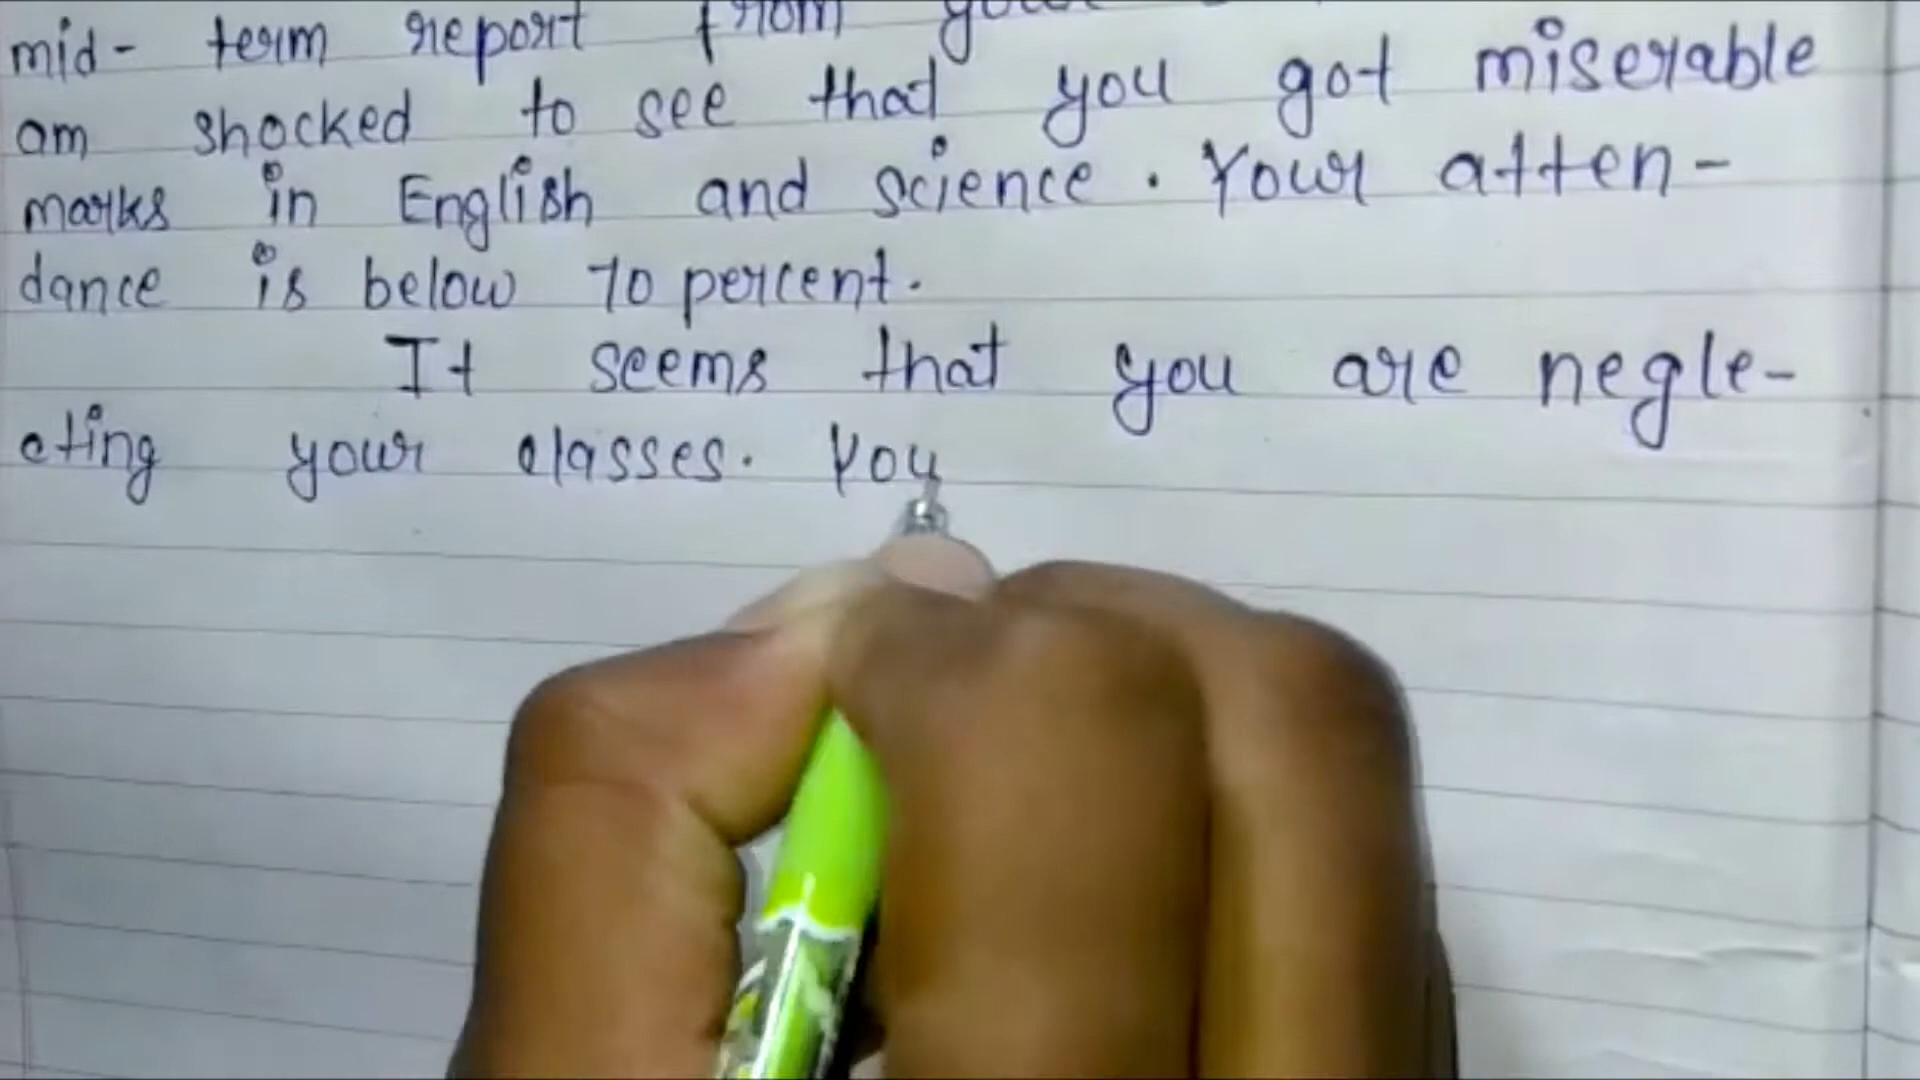 mid- term report from your
am shocked to see that you got miserable
marks in English and science. Your atten-
dance is below 70 percent.
It seems that you are negle-
cting your classes. You